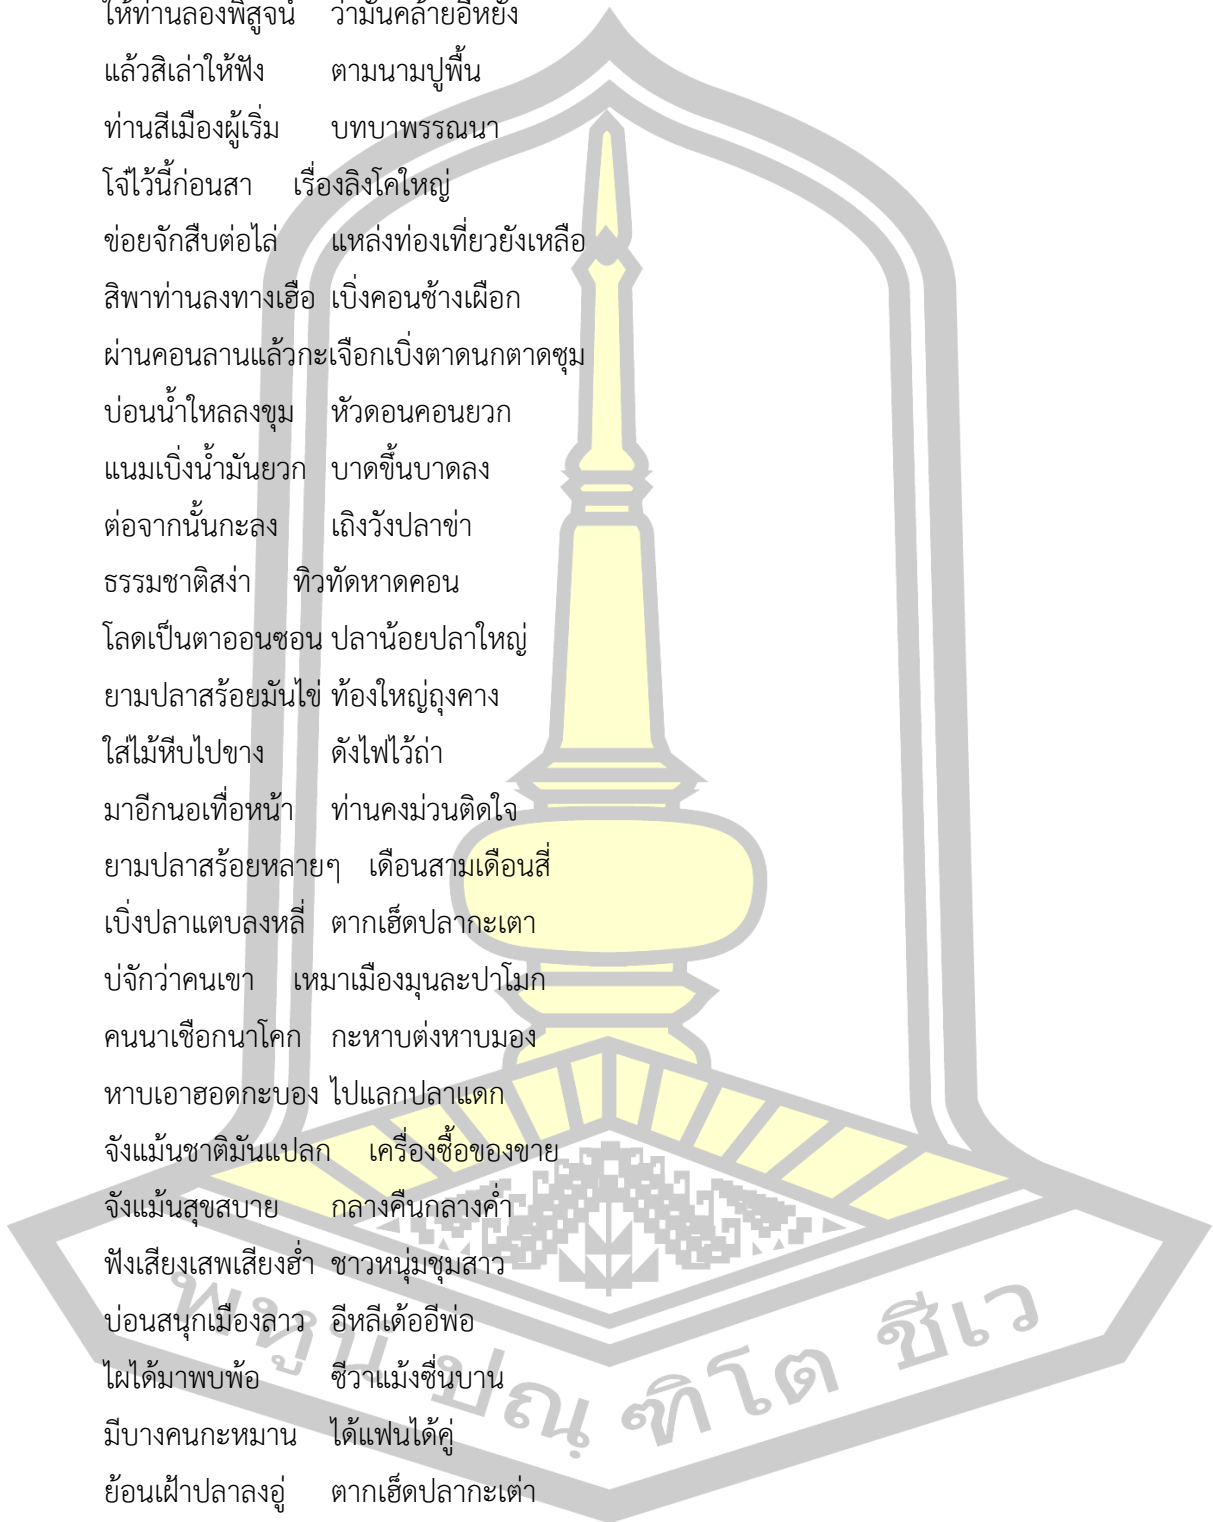 ให้ท่านลองพิสูจน์ ว่ามันคล้ายอีหยัง
แล้วสิเล่าให้ฟัง ตามนามปูพื้น
ท่านสีเมืองผู้เริ่ม บทบาพรรณนา
โจ้ไว้นี้ก่อนสา เรื่องลิงโคใหญ่
ข่อยจักสืบต่อไล่ แหล่งท่องเที่ยวยังเหลือ
สิพาท่านลงทางเฮือ เบิ่งคอนช้างเผือก
ผ่านคอนลานแล้วกะเจือกเบิ่งตาดนกตาดซุม
บ่อนน้ำใหลลงขุม หัวดอนคอนยวก
แนมเบิ่งน้ำมันยวก บาดขึ้นบาดลง
ต่อจากนั้นกะลง เถิงวังปลาข่า
ธรรมชาติสง่า ทิวทัดหาดคอน
โลดเป็นตาออนซอน ปลาน้อยปลาใหญ่
ยามปลาสร้อยมันไข่ ท้องใหญ่ถุงคาง
ใส่ไม้หีบไปขาง ดังไฟไว้ถ่า
มาอีกนอเทื่อหน้า ท่านคงม่วนติดใจ
ยามปลาสร้อยหลายๆ เดือนสามเดือนสี่
เบิ่งปลาแตบลงหลี่ ตากเฮ็ดปลากะเตา
บ่จักว่าคนเขา เหมาเมืองมุนละปาโมก
คนนาเชือกนาโคก กะหาบต่งหาบมอง
หาบเอาฮอดกะบอง ไปแลกปลาแดก
จังแม้นชาติมันแปลก เครื่องซื้อของขาย
จังแม้นสุขสบาย กลางคืนกลางค่ำ
ฟังเสียงเสพเสียงฮ่ำ ชาวหนุ่มชุมสาว
บ่อนสนุกเมืองลาว อีหลีเด้ออีพ่อ
ไผได้มาพบพ้อ ซีวาแม้งซื่นบาน
มีบางคนกะหมาน ได้แฟนได้คู่
ย้อนเฝ้าปลาลงอู่ ตากเฮ็ดปลากะเต่า
พหูน ปณฺฑิโต ชีเว